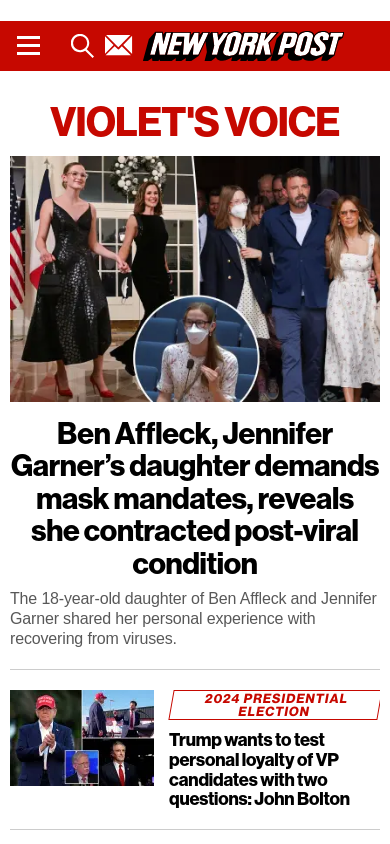 NEW YORK POST
VIOLET'S VOICE
Ben Affleck, Jennifer
Garner’s daughter demands
mask mandates, reveals
she contracted post-viral
condition
The 18-year-old daughter of Ben Affleck and Jennifer
Garner shared her personal experience with
recovering from viruses.
2024 PRESIDENTIAL
ELECTION
Trump wants to test
personal loyalty of VP
candidates with two
questions: John Bolton